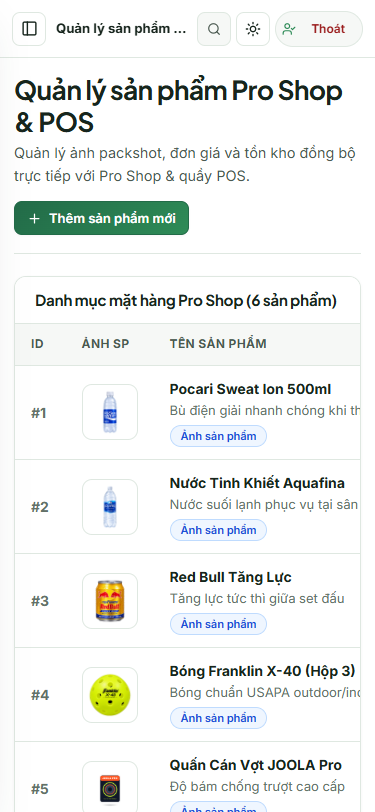 Quản lý sản phẩm ...
Thoát
Quản lý sản phẩm Pro Shop
& POS
Quản lý ảnh packshot, đơn giá và tồn kho đồng bộ
trực tiếp với Pro Shop & quầy POS.
+ Thêm sản phẩm mới
Danh mục mặt hàng Pro Shop (6 sản phẩm)
ID ẢNH SP TÊN SẢN PHẨM
Pocari Sweat Ion 500ml
#1
Bù điện giải nhanh chóng khi th
Ảnh sản phẩm
Nước Tinh Khiết Aquafina
#2
Nước suối lạnh phục vụ tại sân
Ảnh sản phẩm
Red Bull Tăng Lực
#3
Tăng lực tức thì giữa set đấu
Ảnh sản phẩm
Bóng Franklin X-40 (Hộp 3)
#4
Bóng chuẩn USAPA outdoor/ind
Ảnh sản phẩm
Quấn Cán Vợt JOOLA Pro
#5
Độ bám chống trượt cao cấp
Ảnh sản phẩm